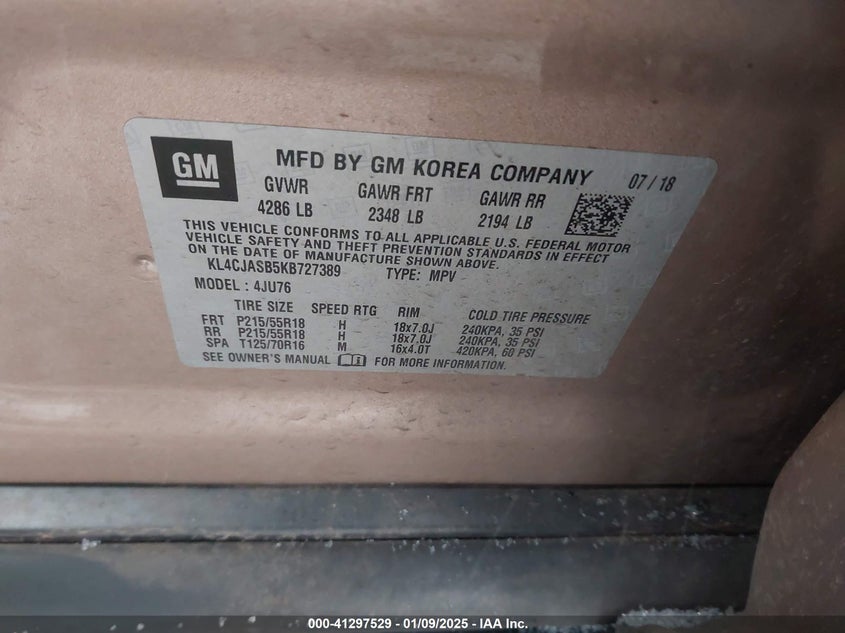 GM
MFD BY GM KOREA COMPANY 07 / 18
GVWR GAWR FRT GAWR RR
4286 LB 2348 LB 2194 LB
THIS VEHICLE CONFORMS TO ALL APPLICABLE U.S. FEDERAL MOTOR
VEHICLE SAFETY AND THEFT PREVENTION STANDARDS IN EFFECT
ON THE DATE OF MANUFACTURE SHOWN ABOVE.
KL4CJASB5KB727389 TYPE: MPV
MODEL : 4JU76
TIRE SIZE SPEED RTG RIM COLD TIRE PRESSURE
FRT P215/55R18 H 18x7.0J 240KPA, 35 PSI
RR P215/55R18 H 18x7.0J 240KPA, 35 PSI
SPA T125/70R16 M 16x4.0T 420KPA, 60 PSI
SEE OWNER'S MANUAL FOR MORE INFORMATION.
000-41297529 - 01/09/2025 - IAA Inc.